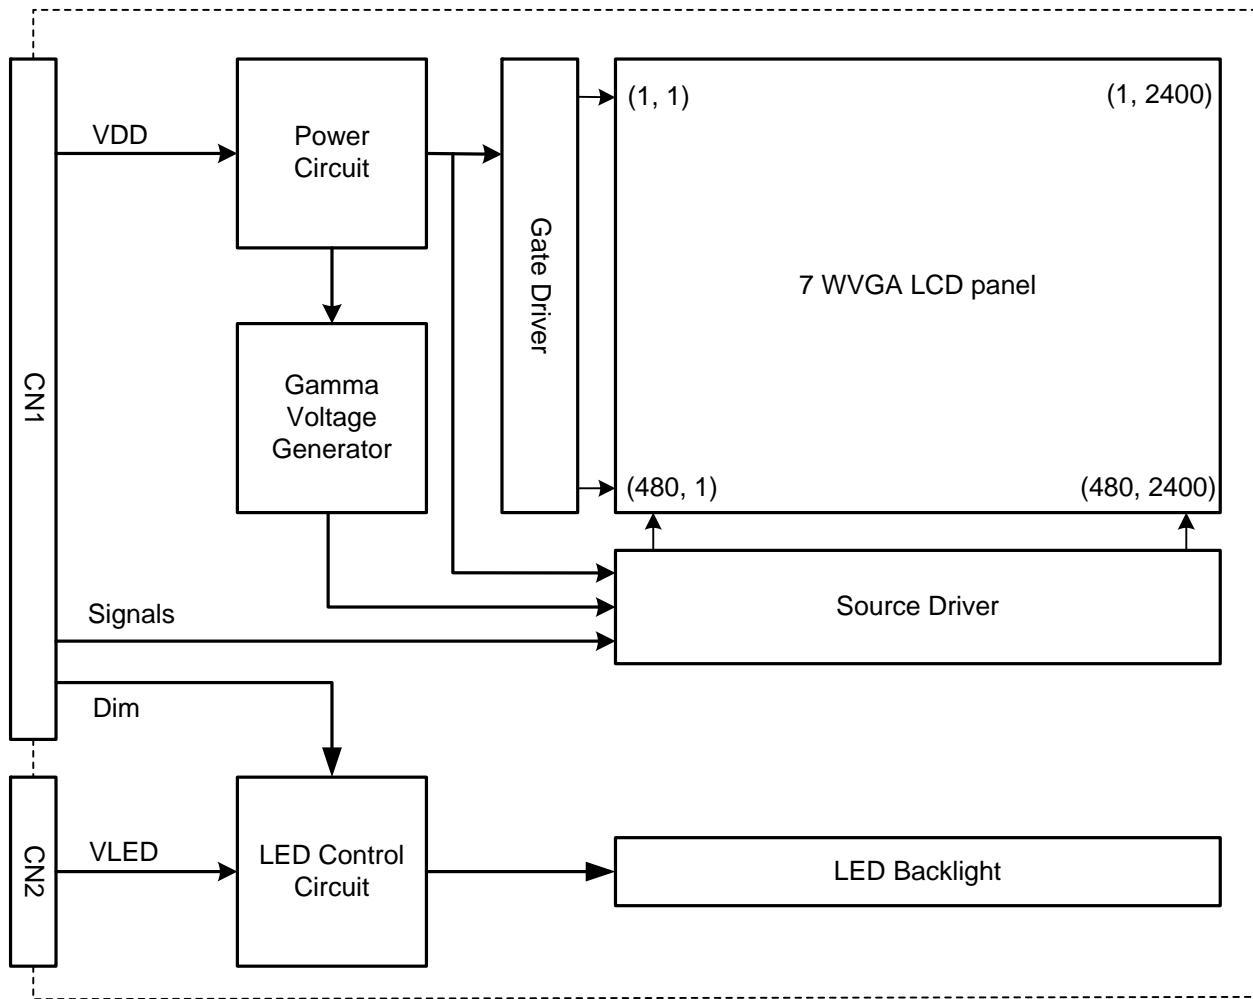 VDD
Power
Circuit
(1, 1)
(1, 2400)
Gate Driver
7 WVGA LCD panel
CN1
Gamma
Voltage
Generator
(480, 1)
(480, 2400)
Signals
Source Driver
Dim
CN2
VLED
LED Control
Circuit
LED Backlight